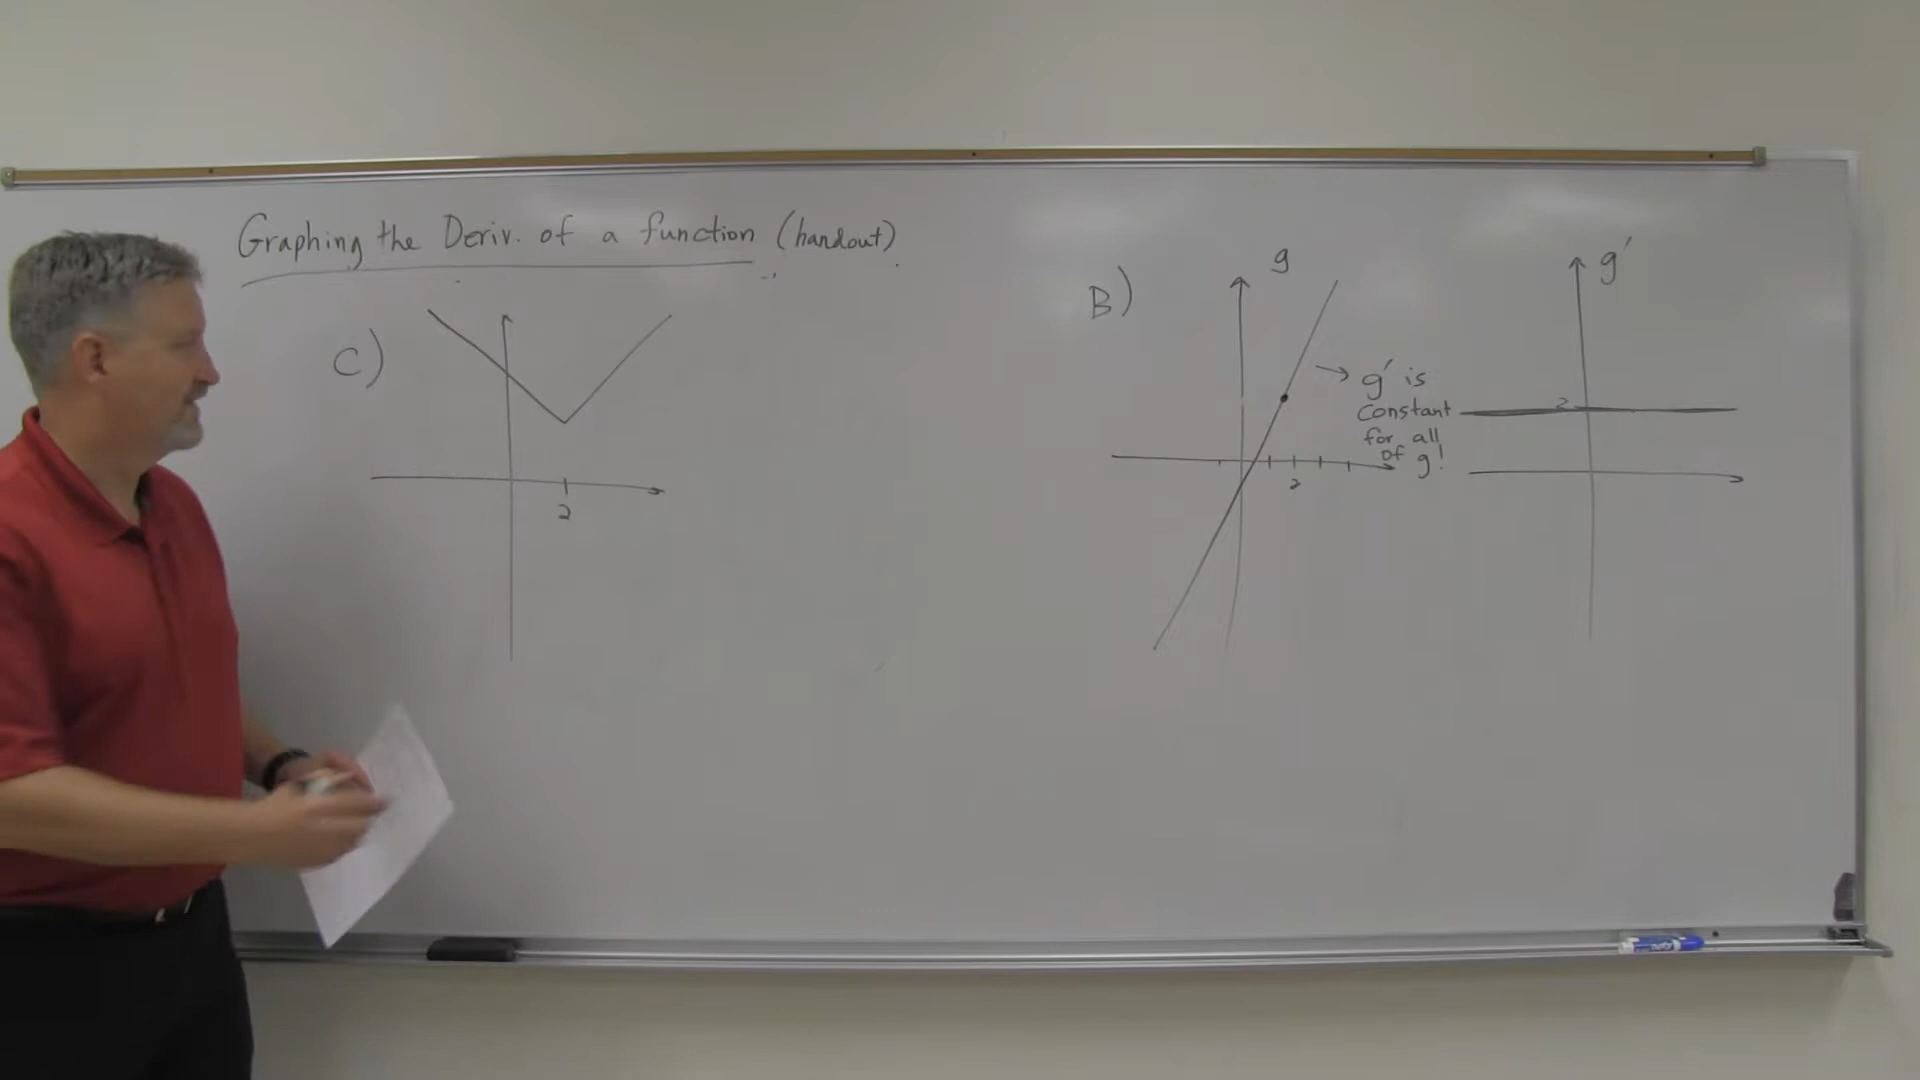 Graphing the Deriv. of a function (handout)
C)
2
B)
g
→ g' is
constant
for all
of g!
2
g'
2